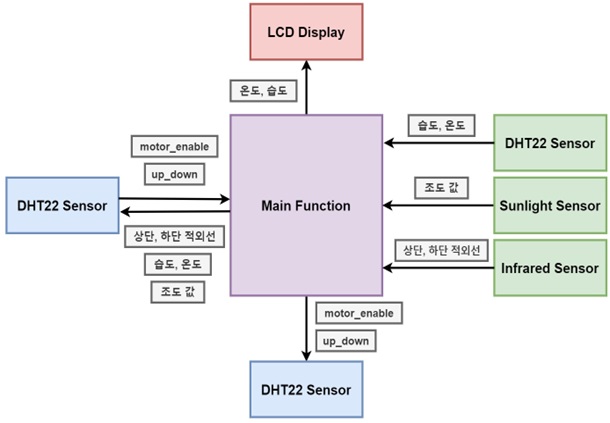 LCD Display
온도, 습도
motor_enable
up_down
DHT22 Sensor
상단, 하단 적외선
습도, 온도
조도 값
Main Function
습도, 온도
DHT22 Sensor
조도 값
Sunlight Sensor
상단, 하단 적외선
Infrared Sensor
motor_enable
up_down
DHT22 Sensor